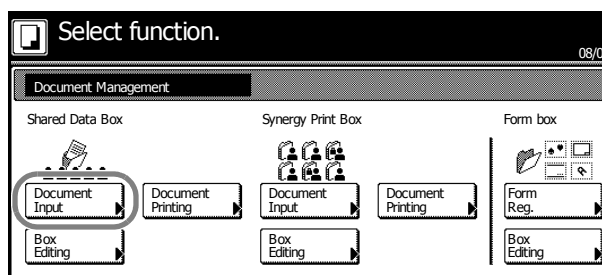 Select function.
08/0
Document Management
Shared Data Box
Synergy Print Box
Form box
Document
Input
Document
Printing
Document
Input
Document
Printing
Form
Reg.
Box
Editing
Box
Editing
Box
Editing